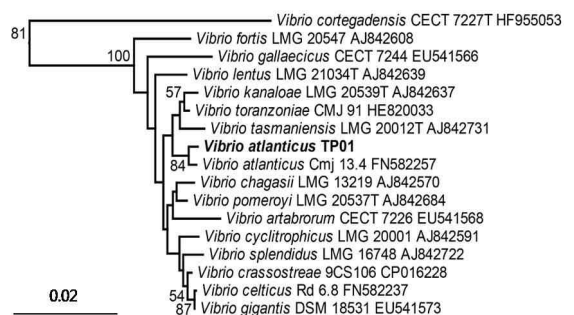 Vibrio cortegadensis CECT 7227T HF955053
81
Vibrio fortis LMG 20547 AJ842608
100
Vibrio gallaecicus CECT 7244 EU541566
Vibrio lentus LMG 21034T AJ842639
57
Vibrio kanaloae LMG 20539T AJ842637
Vibrio toranzoniae CMJ 91 HE820033
Vibrio tasmaniensis LMG 20012T AJ842731
Vibrio atlanticus TP01
84
Vibrio atlanticus Cmj 13.4 FN582257
Vibrio chagasii LMG 13219 AJ842570
Vibrio pomeroyi LMG 20537T AJ842684
Vibrio artabrorum CECT 7226 EU541568
Vibrio cyclitrophicus LMG 20001 AJ842591
Vibrio splendidus LMG 16748 AJ842722
Vibrio crassostreae 9CS106 CP016228
0.02
54
Vibrio celticus Rd 6.8 FN582237
87
Vibrio gigantis DSM 18531 EU541573